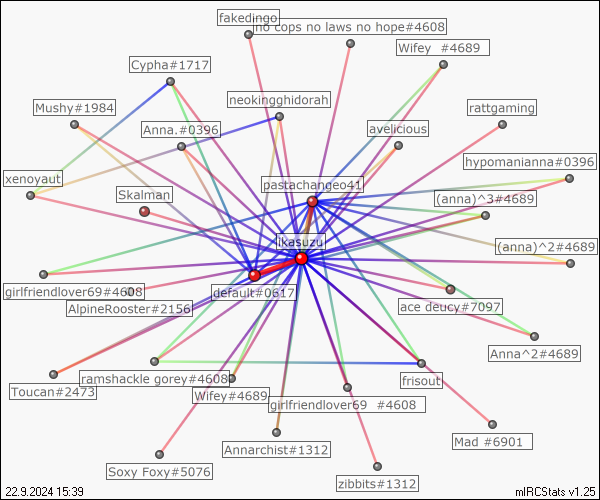 fakedingo
no cops no laws no hope#4608
Wifey #4689
Cypha#1717
neokingghidorah
Mushy#1984
rattgaming
Anna.#0396
avelicious
hypomanianna#0396
xenoyaut
pastachangeo41
Skalman
(anna)^3#4689
ikasuzu
(anna)^2#4689
girlfriendlover69#4608
default#0617
AlpineRooster#2156
ace deucy#7097
Anna^2#4689
Toucan#2473
ramshackle gorey#4608
frisout
Wifey#4689
girlfriendlover69 #4608
Annarchist#1312
Mad #6901
Soxy Foxy#5076
zibbits#1312
22.9.2024 15:39
mIRCStats v1.25